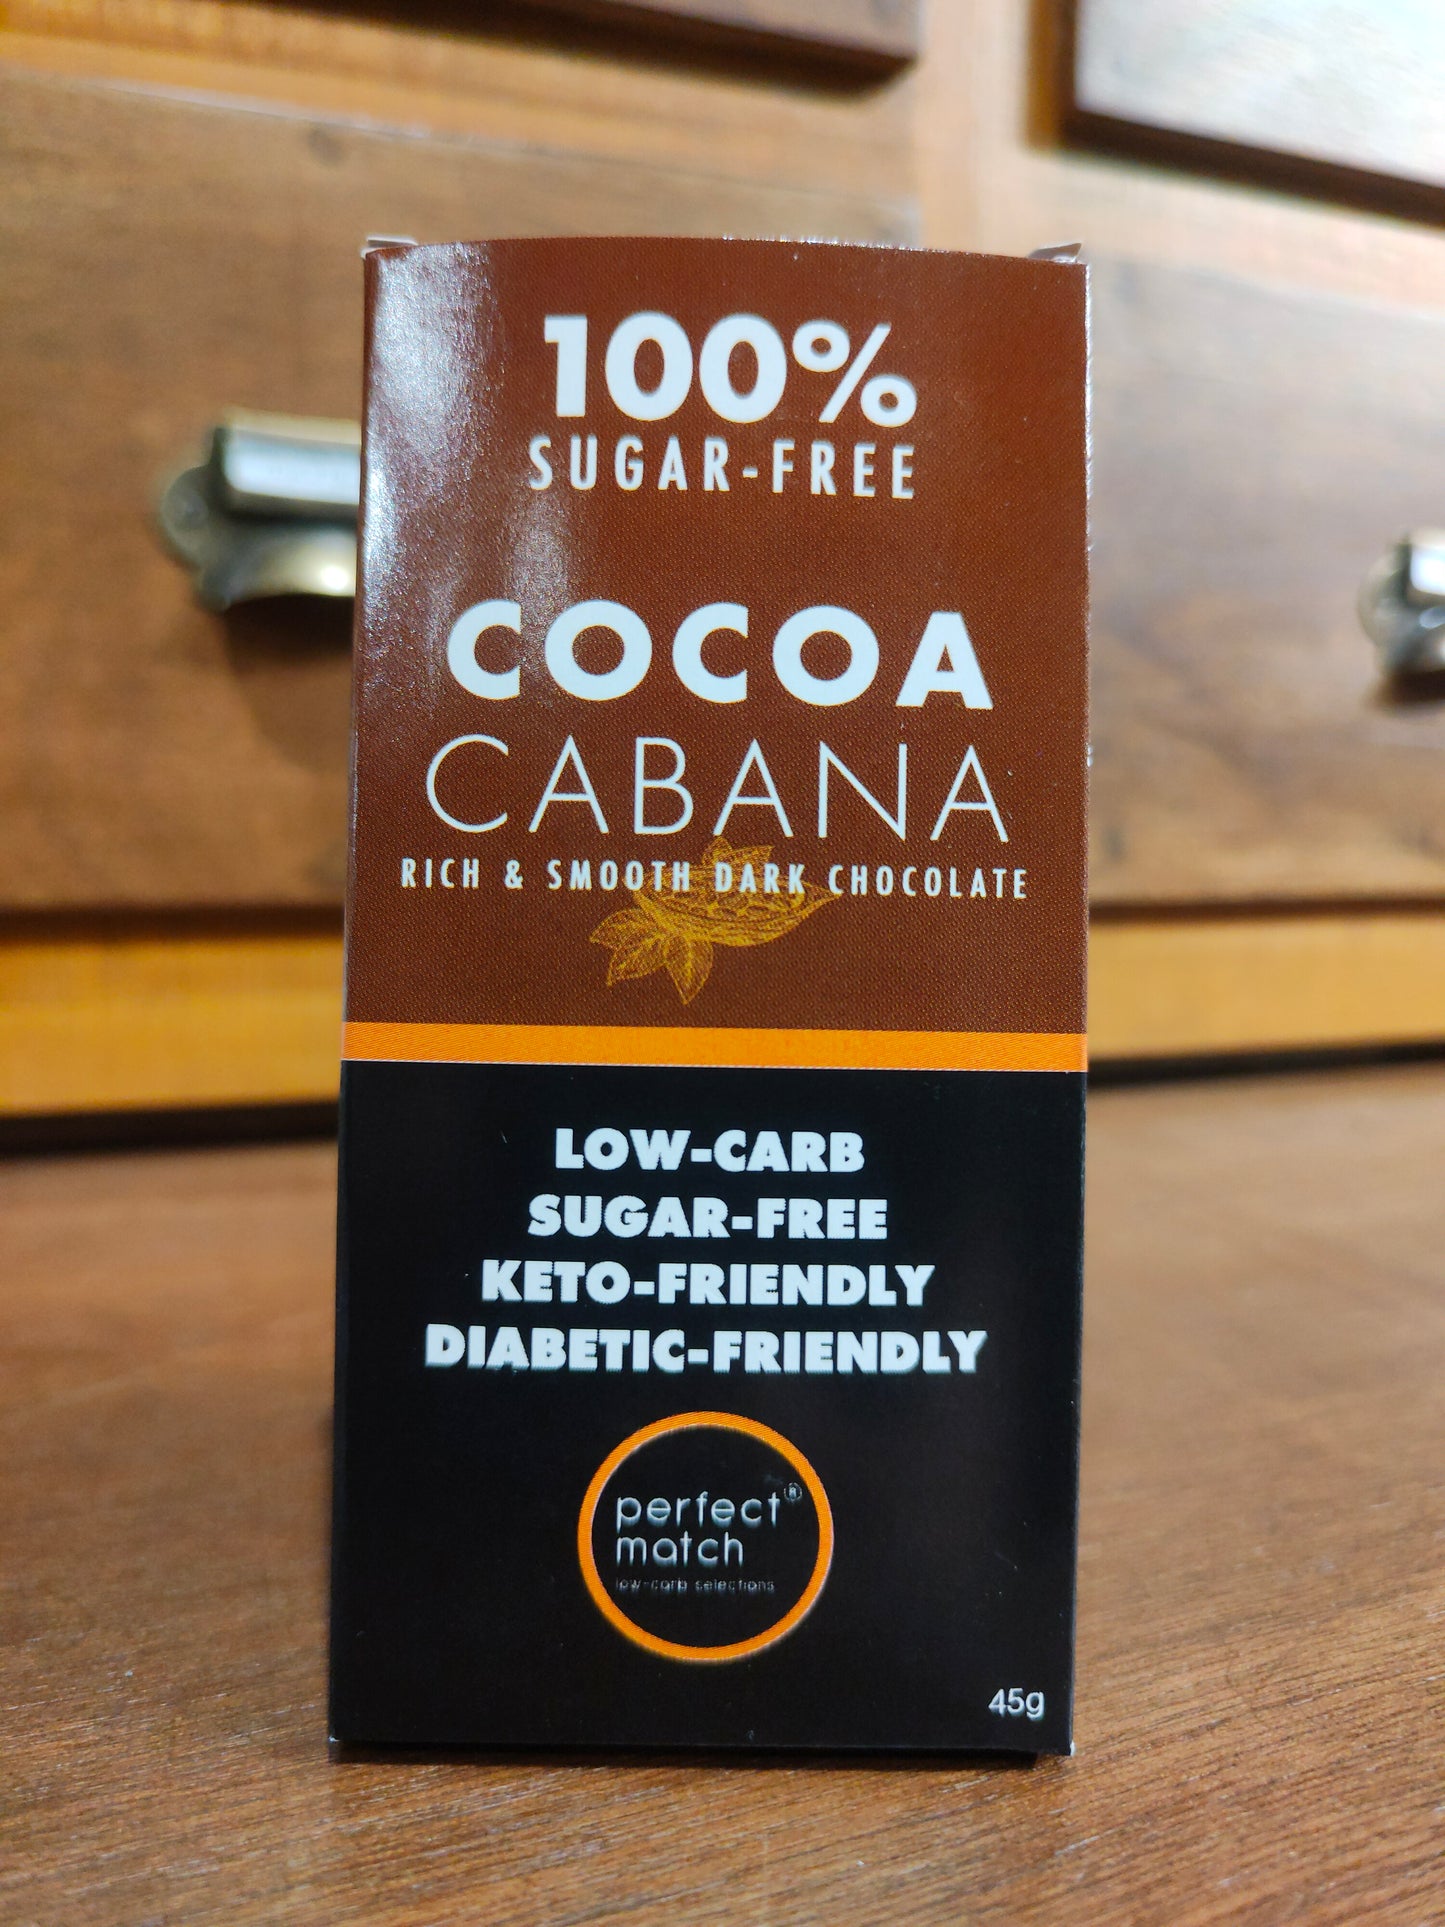 100%
SUGAR-FREE
COCOA
CABANA
RICH & SMOOTH DARK CHOCOLATE
LOW-CARB
SUGAR-FREE
KETO-FRIENDLY
DIABETIC-FRIENDLY
perfect®
match
low-carb selections
45g